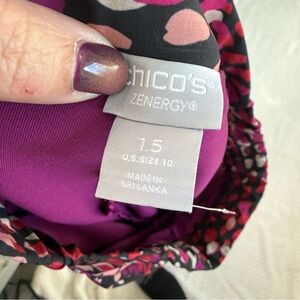 chico's®
ZENERGY®
1.5
U.S.SIZE 10
MADE IN
SRI LANKA